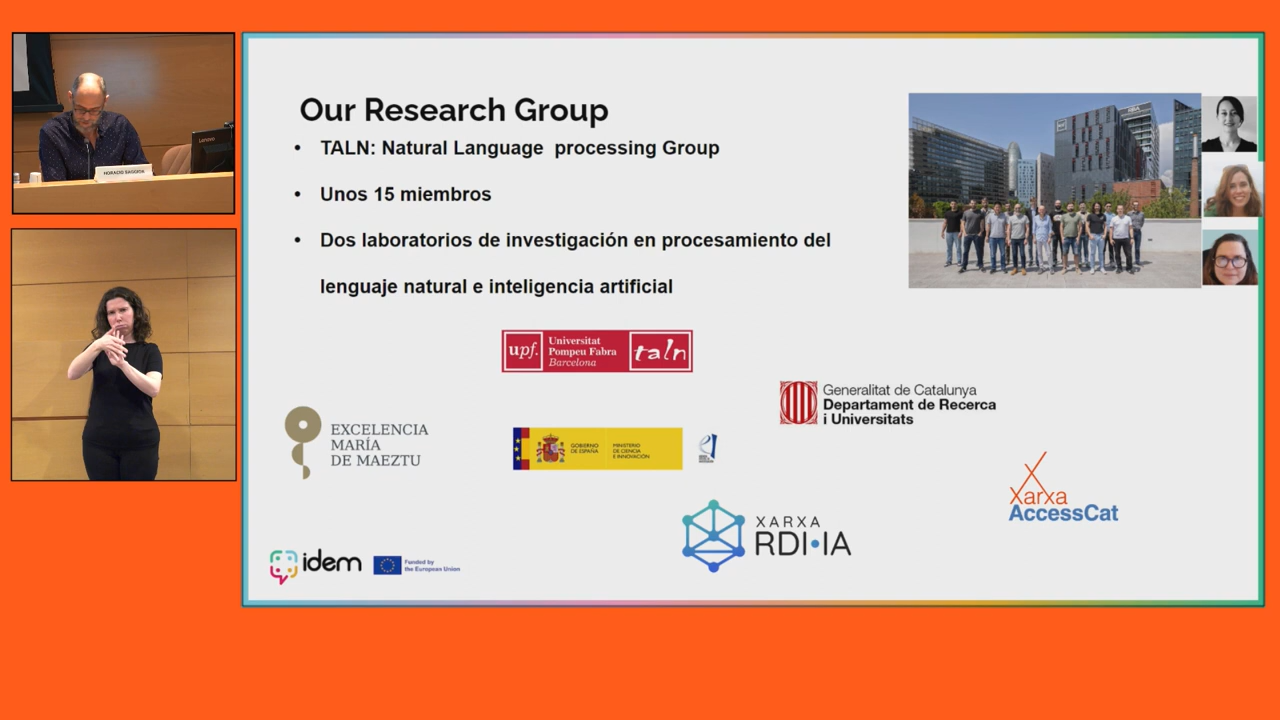 Lenovo
HORACIO SAGGION
Our Research Group
• TALN: Natural Language processing Group
• Unos 15 miembros
• Dos laboratorios de investigación en procesamiento del
lenguaje natural e inteligencia artificial
upf.
Universitat
Pompeu Fabra
Barcelona
taln
Generalitat de Catalunya
Departament de Recerca
i Universitats
EXCELENCIA
MARÍA
DE MAEZTU
GOBIERNO
DE ESPAÑA
MINISTERIO
DE CIENCIA
E INNOVACIÓN
Xarxa
AccessCat
XARXA
RDI•IA
idem
Funded by
the European Union